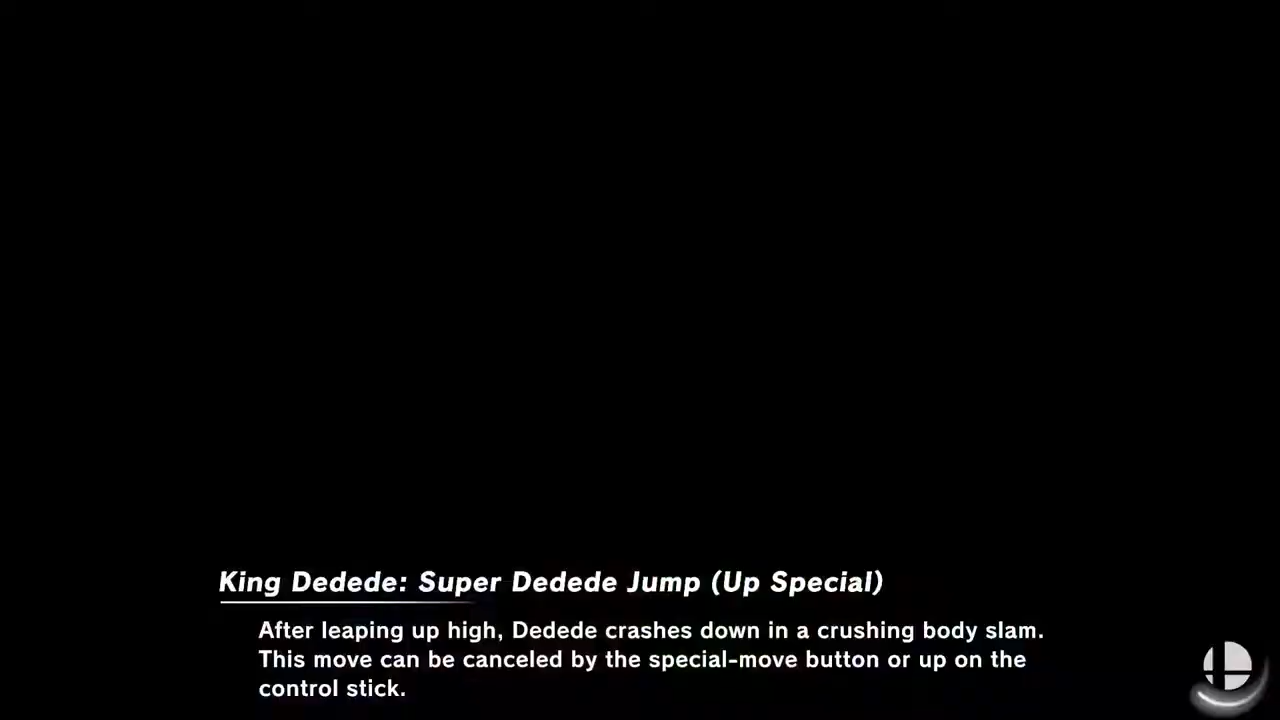 King Dedede: Super Dedede Jump (Up Special)
After leaping up high, Dedede crashes down in a crushing body slam.
This move can be canceled by the special-move button or up on the
control stick.